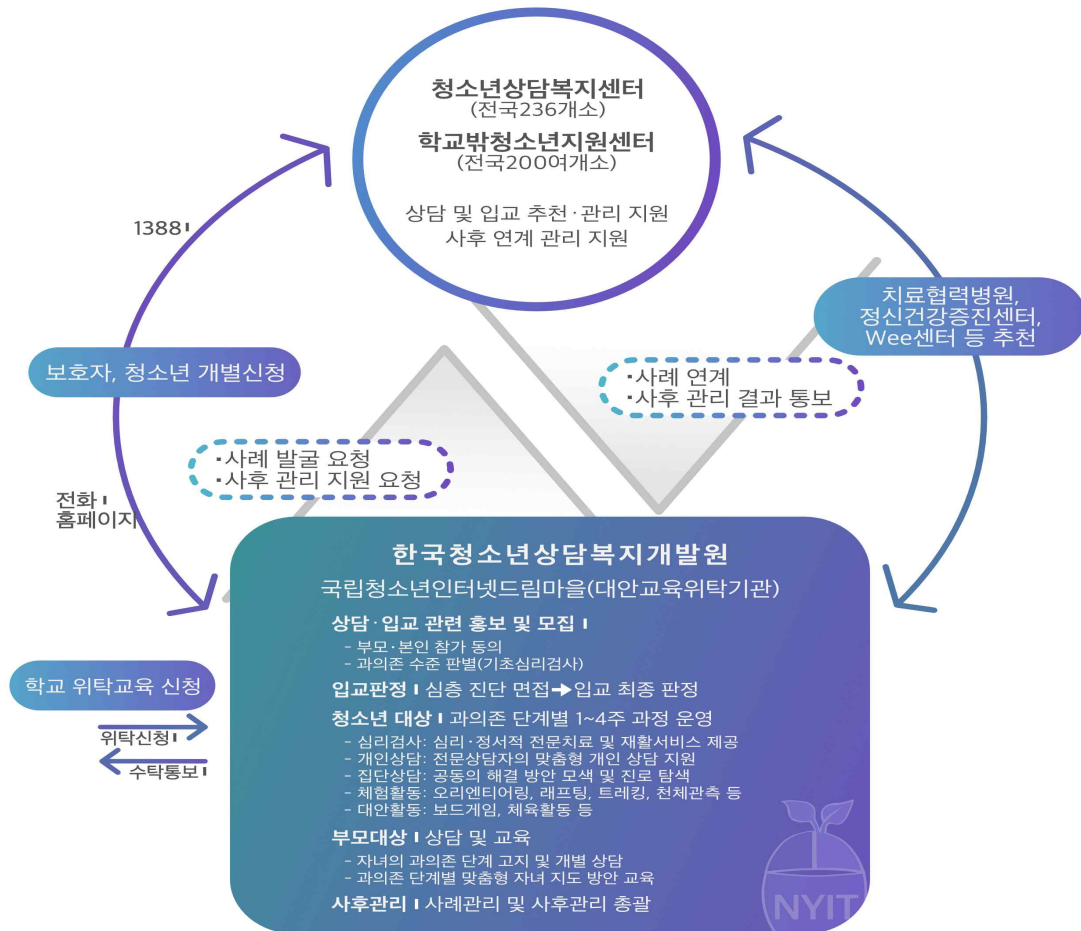 청소년상담복지센터
(전국236개소)
학교밖청소년지원센터
(전국200여개소)
상담 및 입교 추천·관리 지원
사후 연계 관리 지원
1388
보호자, 청소년 개별신청
전화
홈페이지
치료협력병원,
정신건강증진센터,
Wee센터 등 추천
·사례 연계
·사후 관리 결과 통보
·사례 발굴 요청
·사후 관리 지원 요청
학교 위탁교육 신청
위탁신청
수탁통보
한국청소년상담복지개발원
국립청소년인터넷드림마을(대안교육위탁기관)
상담·입교 관련 홍보 및 모집
- 부모·본인 참가 동의
- 과의존 수준 판별(기초심리검사)
입교판정 ı 심층 진단 면접➔입교 최종 판정
청소년 대상 ı 과의존 단계별 1~4주 과정 운영
- 심리검사: 심리·정서적 전문치료 및 재활서비스 제공
- 개인상담: 전문상담자의 맞춤형 개인 상담 지원
- 집단상담: 공동의 해결 방안 모색 및 진로 탐색
- 체험활동: 오리엔티어링, 래프팅, 트레킹, 천체관측 등
- 대안활동: 보드게임, 체육활동 등
부모대상 ı 상담 및 교육
- 자녀의 과의존 단계 고지 및 개별 상담
- 과의존 단계별 맞춤형 자녀 지도 방안 교육
사후관리 ı 사례관리 및 사후관리 총괄
NYIT